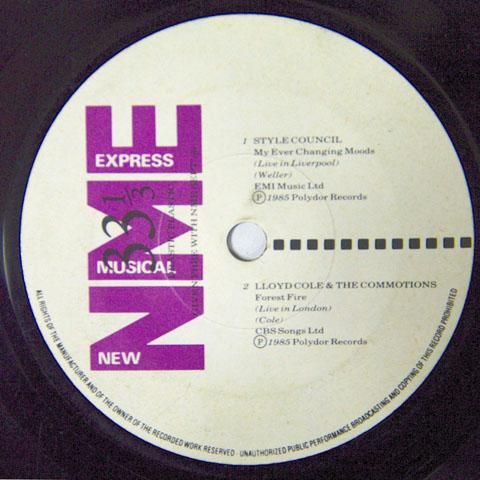 NME
EXPRESS
MUSICAL
NEW
33 1/3
1 STYLE COUNCIL
My Ever Changing Moods
(Live in Liverpool)
(Weller)
EMI Music Ltd
Ⓟ 1985 Polydor Records
2 LLOYD COLE & THE COMMOTIONS
Forest Fire
(Live in London)
(Cole)
CBS Songs Ltd
Ⓟ 1985 Polydor Records
ALL RIGHTS OF THE MANUFACTURER AND OF THE OWNER OF THE RECORDED WORK RESERVED · UNAUTHORIZED PUBLIC PERFORMANCE BROADCASTING AND COPYING OF THIS RECORD PROHIBITED